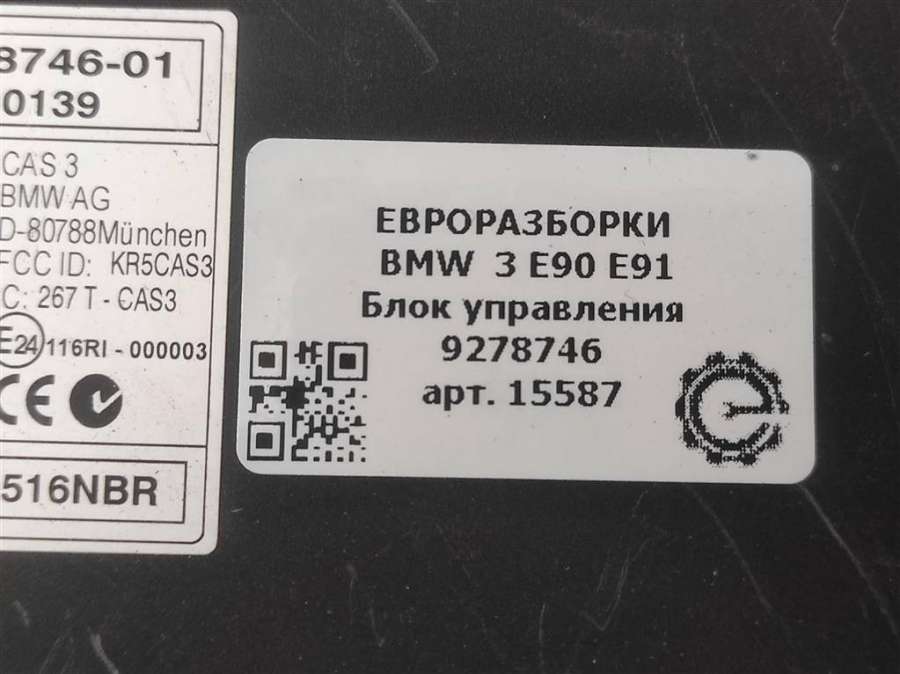 8746-01
0139
CAS 3
BMW AG
D-80788München
FCC ID: KR5CAS3
C: 267 T - CAS3
E24 116RI - 000003
CE
516NBR
ЕВРОРАЗБОРКИ
BMW 3 E90 E91
Блок управления
9278746
арт. 15587